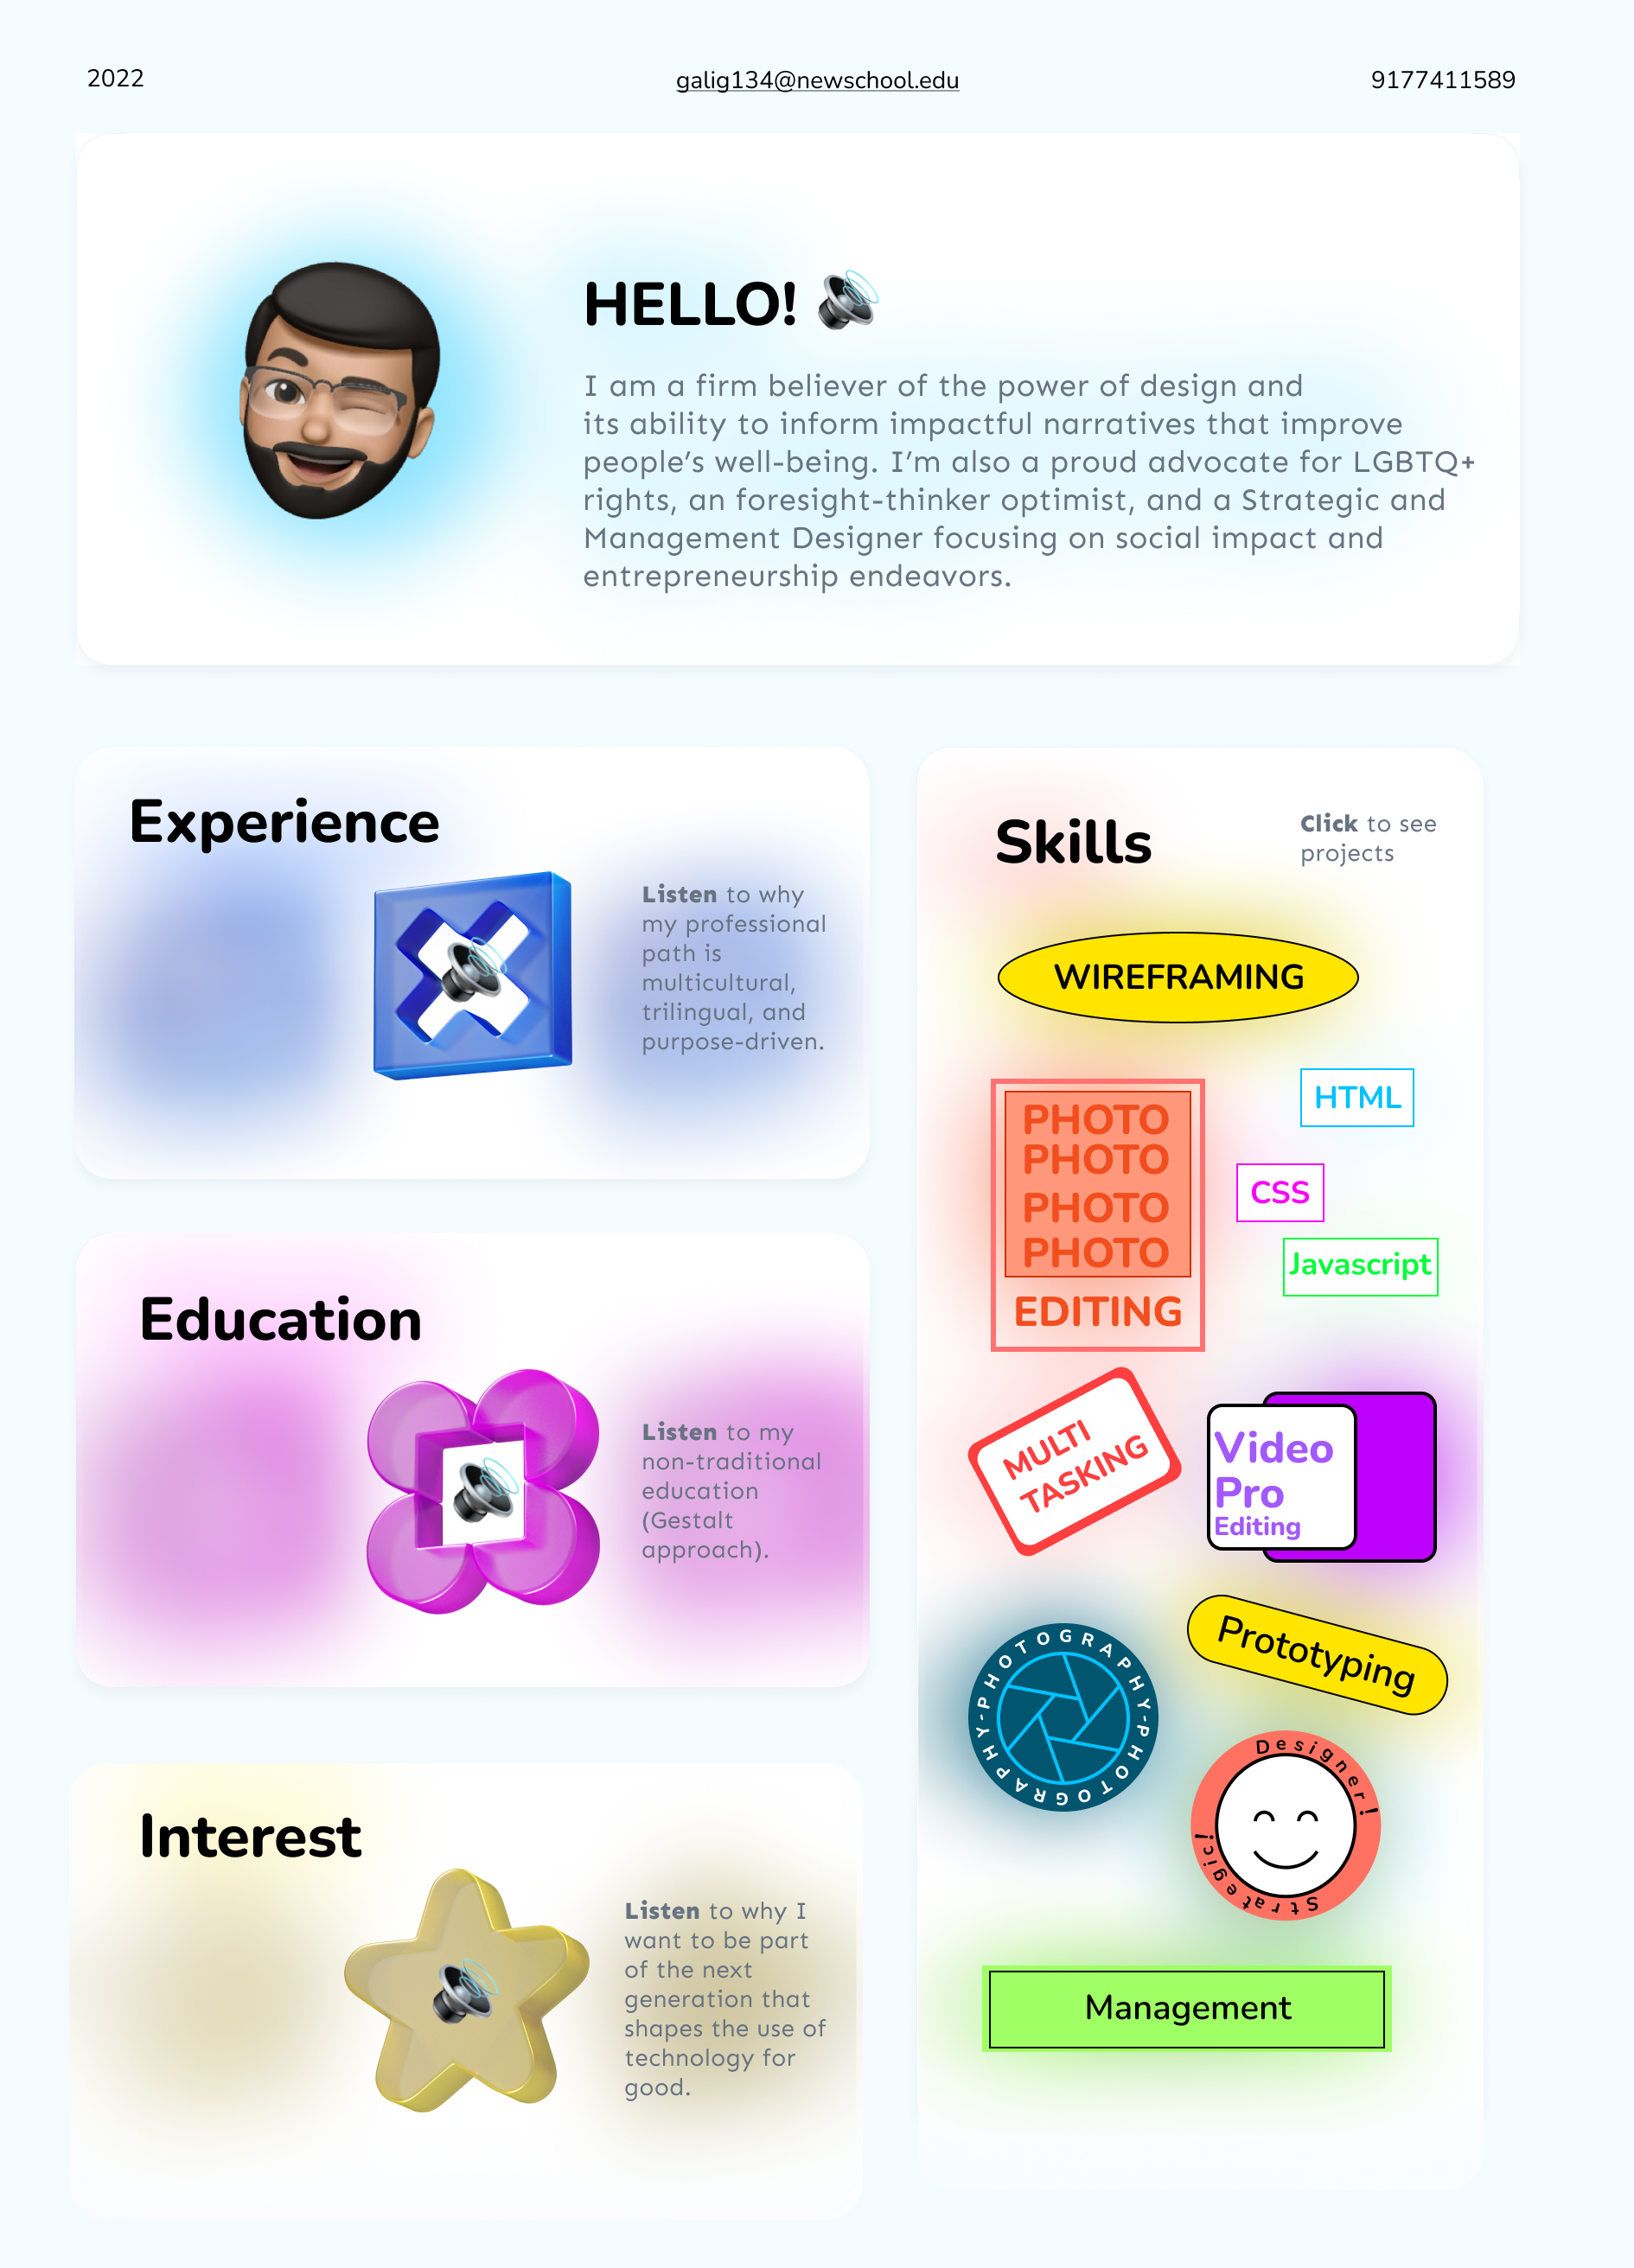 2022
galig134@newschool.edu
9177411589
HELLO!
I am a firm believer of the power of design and
its ability to inform impactful narratives that improve
people’s well-being. I’m also a proud advocate for LGBTQ+
rights, an foresight-thinker optimist, and a Strategic and
Management Designer focusing on social impact and
entrepreneurship endeavors.
Experience
Listen to why
my professional
path is
multicultural,
trilingual, and
purpose-driven.
Education
Listen to my
non-traditional
education
(Gestalt
approach).
Interest
Listen to why I
want to be part
of the next
generation that
shapes the use of
technology for
good.
Skills
Click to see
projects
WIREFRAMING
PHOTO
PHOTO
PHOTO
PHOTO
EDITING
HTML
CSS
Javascript
MULTI
TASKING
Video
Pro
Editing
PHOTOGRAPHY-PHOTOGRAPHY-
Prototyping
Designer!
Strategic!
Management